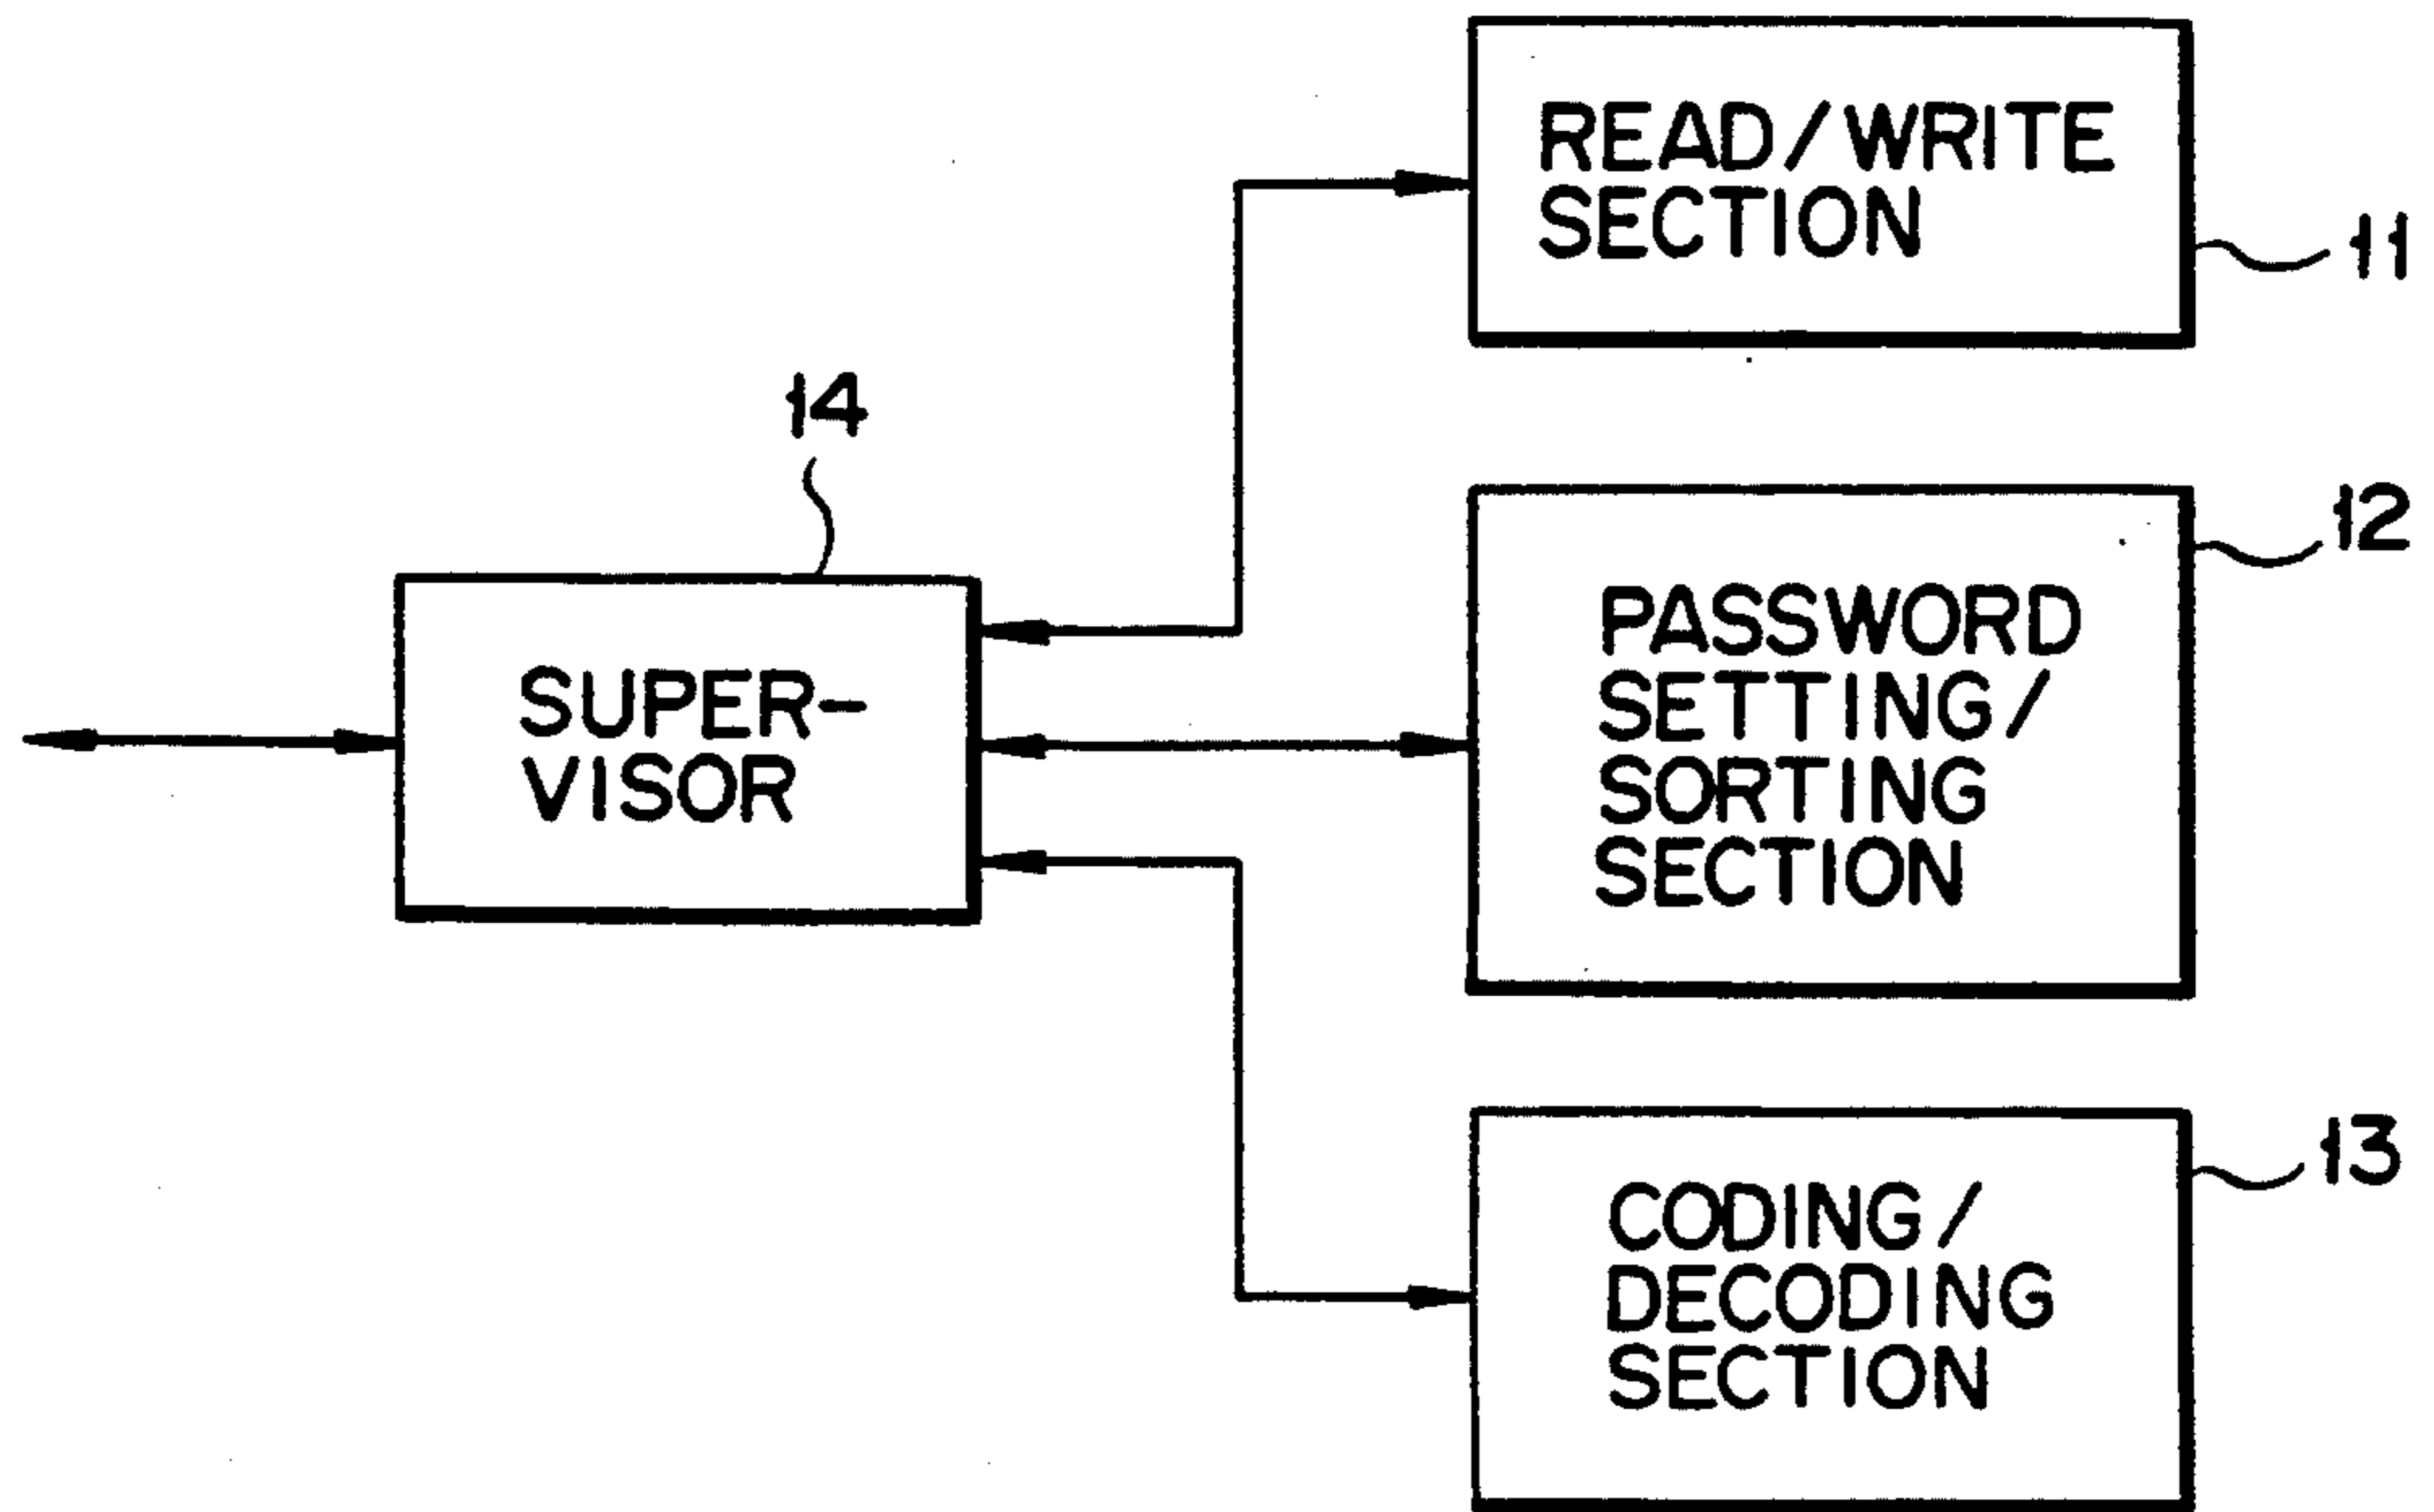 READ/WRITE
SECTION
11
14
SUPER-
VISOR
12
PASSWORD
SETTING/
SORTING
SECTION
13
CODING/
DECODING
SECTION